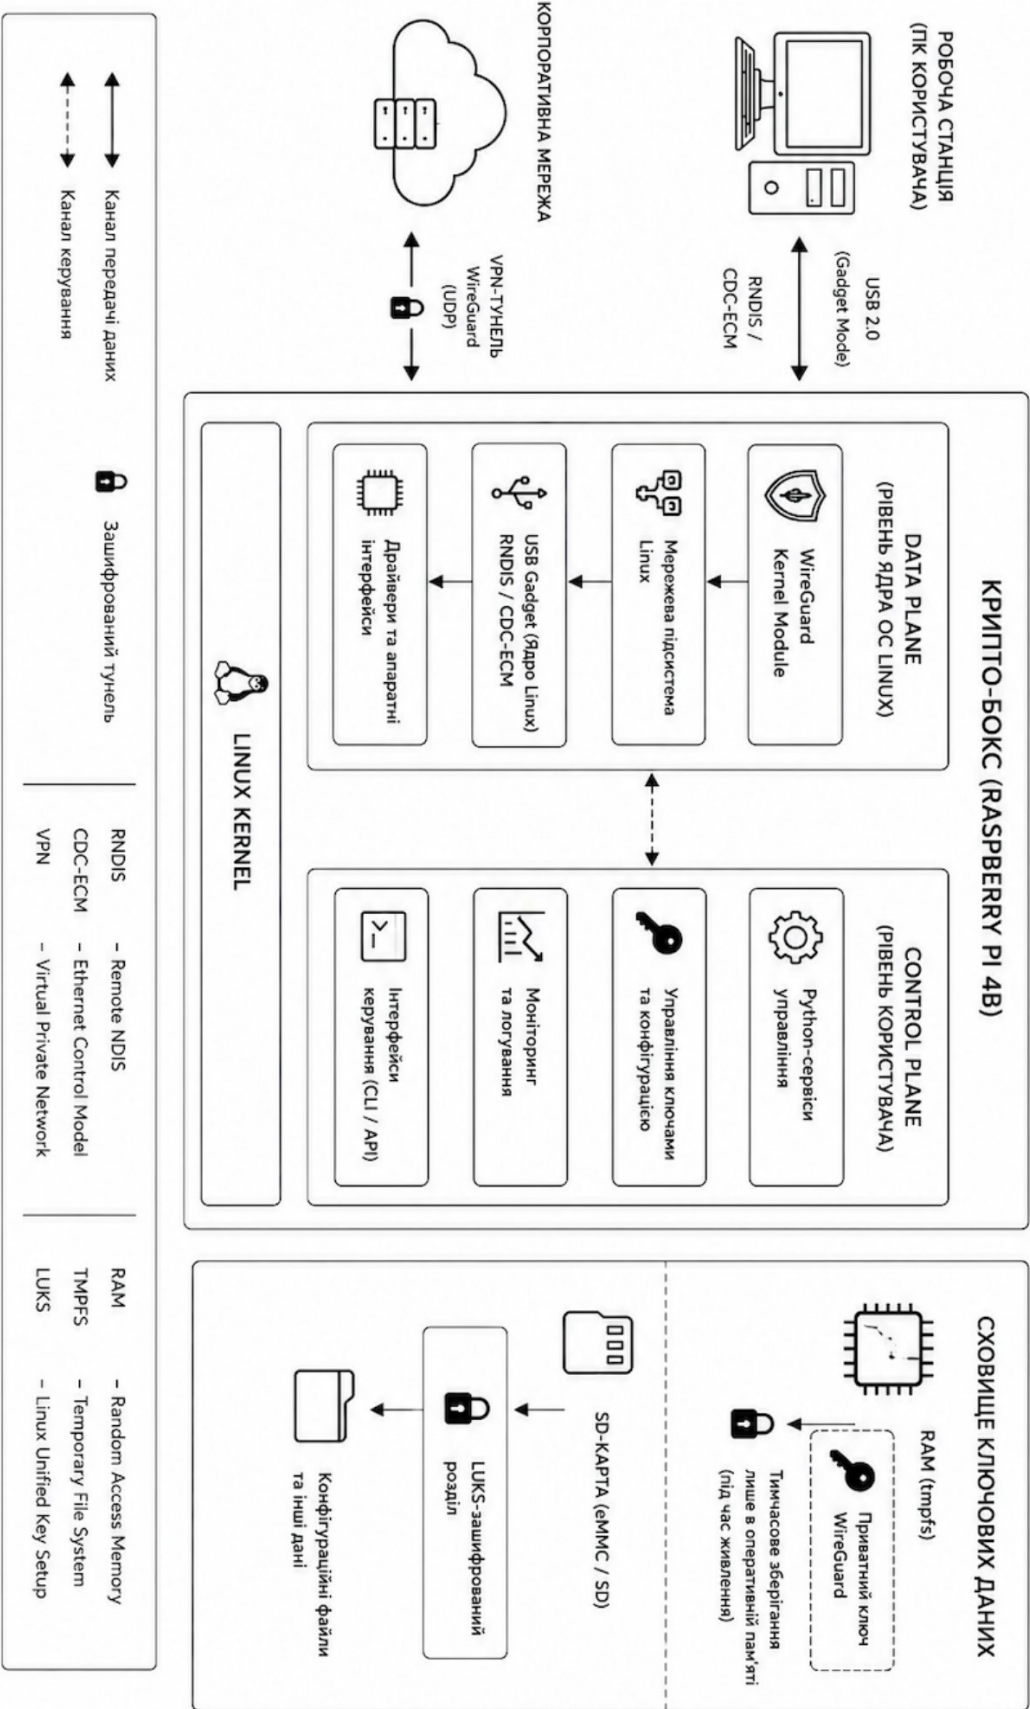 РОБОЧА СТАНЦІЯ
(ПК КОРИСТУВАЧА)
USB 2.0
(Gadget Mode)
RNDIS /
CDC-ECM
КОРПОРАТИВНА МЕРЕЖА
VPN-ТУНЕЛЬ
WireGuard
(UDP)
КРИПТО-БОКС (RASPBERRY PI 4B)
DATA PLANE
(РІВЕНЬ ЯДРА ОС LINUX)
WireGuard
Kernel Module
Мережева підсистема
Linux
USB Gadget (Ядро Linux)
RNDIS / CDC-ECM
Драйвери та апаратні
інтерфейси
CONTROL PLANE
(РІВЕНЬ КОРИСТУВАЧА)
Python-сервіси
управління
Управління ключами
та конфігурацією
Моніторинг
та логування
Інтерфейси
керування (CLI / API)
LINUX KERNEL
СХОВИЩЕ КЛЮЧОВИХ ДАНИХ
RAM (tmpfs)
Приватний ключ
WireGuard
Тимчасове зберігання
лише в оперативній пам'яті
(під час живлення)
SD-КАРТА (eMMC / SD)
LUKS-зашифрований
розділ
Конфігураційні файли
та інші дані
Канал передачі даних
Канал керування
Зашифрований тунель
RNDIS – Remote NDIS
CDC-ECM – Ethernet Control Model
VPN – Virtual Private Network
RAM – Random Access Memory
TMPFS – Temporary File System
LUKS – Linux Unified Key Setup